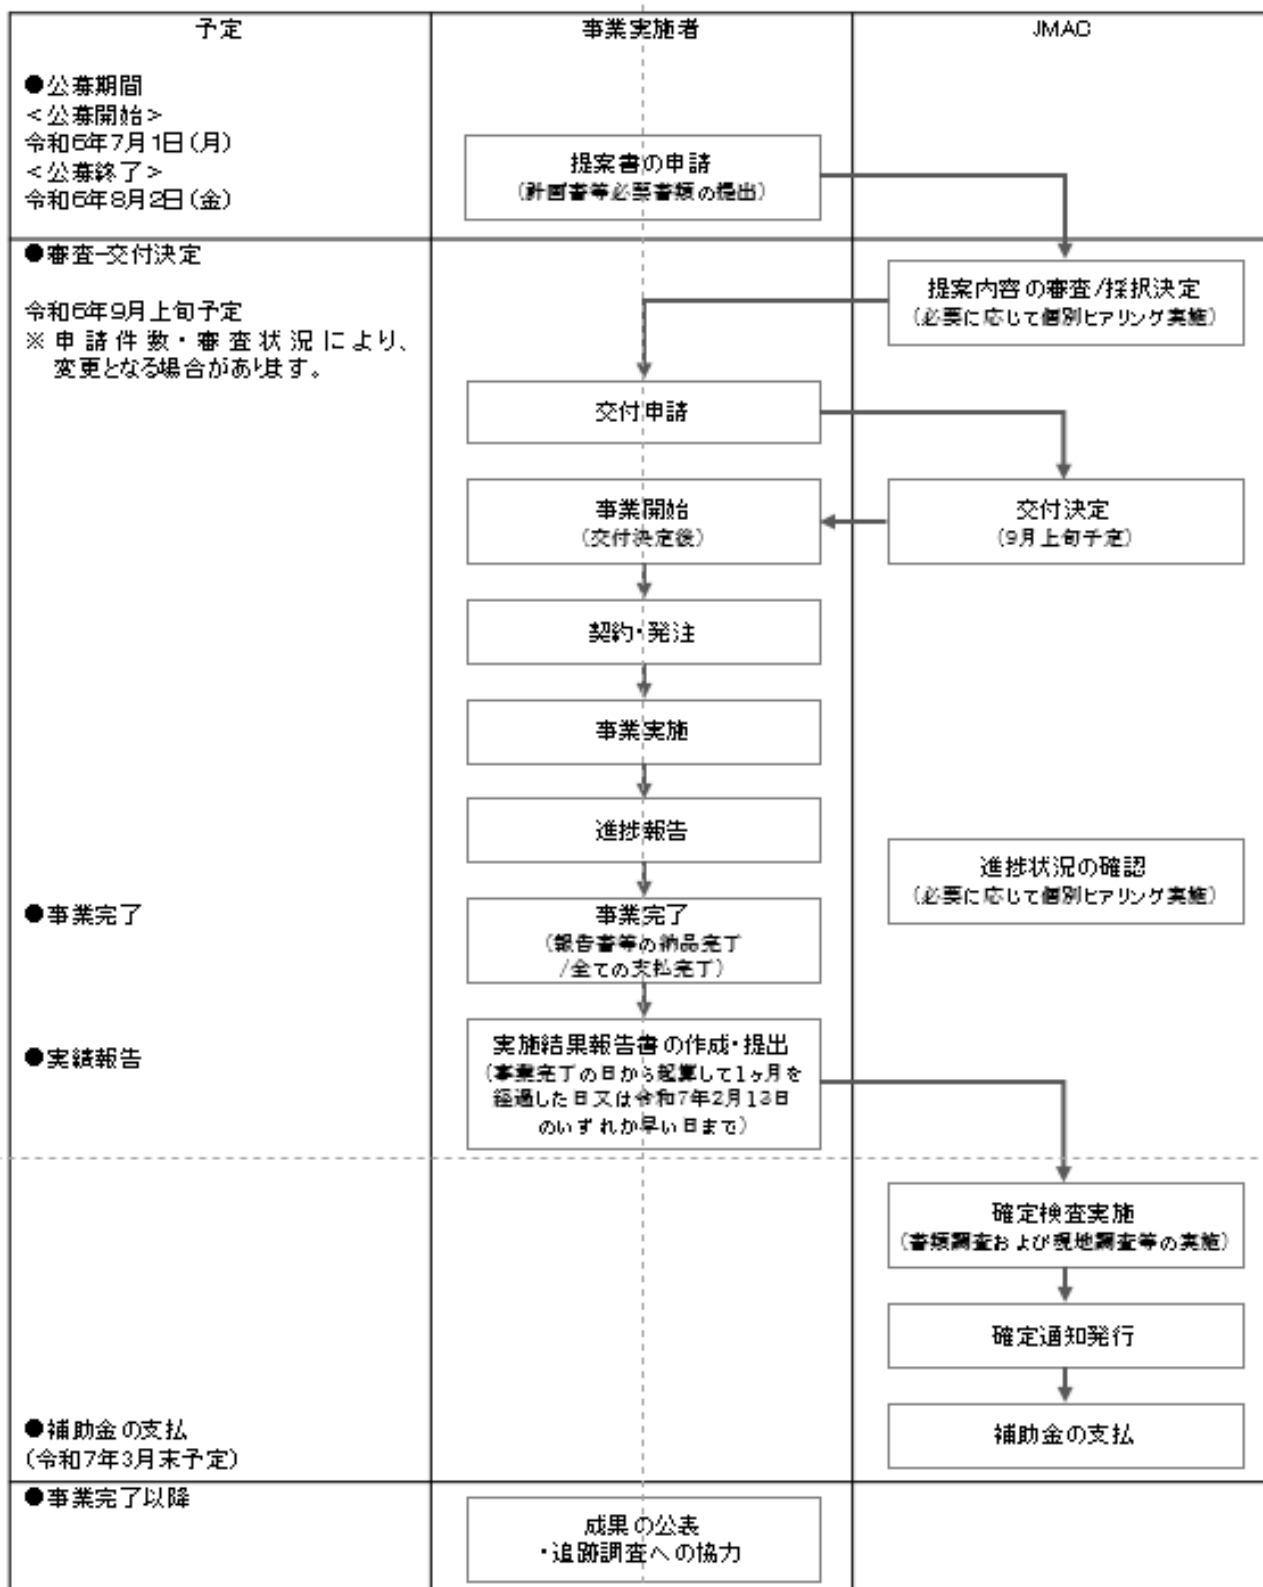 予定
事業実施者
JMAC
●公募期間
＜公募開始＞
令和6年7月1日(月)
＜公募終了＞
令和6年8月2日(金)
提案書の申請
(計画書等必要書類の提出)
●審査-交付決定
令和6年9月上旬予定
※申請件数・審査状況により、
変更となる場合があります。
提案内容の審査/採択決定
(必要に応じて個別ヒアリング実施)
交付申請
事業開始
(交付決定後)
交付決定
(9月上旬予定)
契約・発注
事業実施
進捗報告
進捗状況の確認
(必要に応じて個別ヒアリング実施)
●事業完了
事業完了
(報告書等の納品完了
/全ての支払完了)
●実績報告
実施結果報告書の作成・提出
(事業完了の日から起算して1ヶ月を
経過した日又は令和7年2月13日
のいずれか早い日まで)
確定検査実施
(書類調査および現地調査等の実施)
確定通知発行
●補助金の支払
(令和7年3月末予定)
補助金の支払
●事業完了以降
成果の公表
・追跡調査への協力